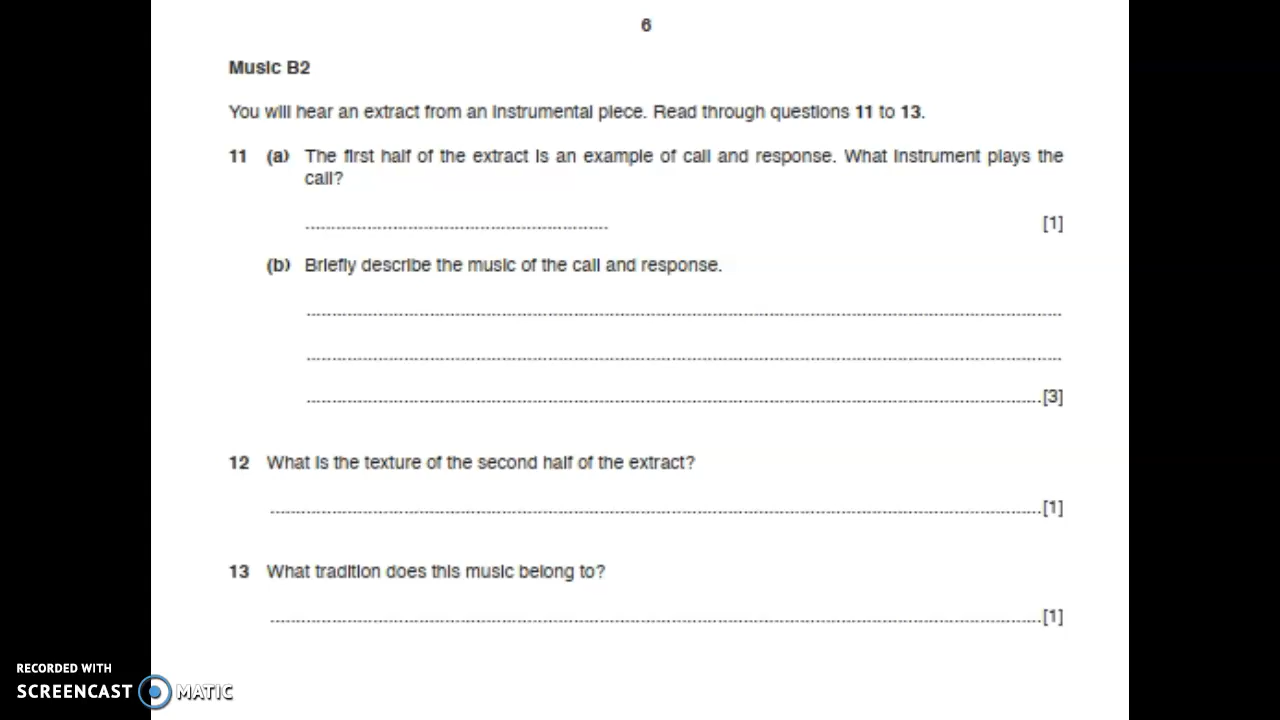 6
Music B2
You will hear an extract from an instrumental piece. Read through questions 11 to 13.
11 (a) The first half of the extract is an example of call and response. What instrument plays the
call?
[1]
(b) Briefly describe the music of the call and response.
[3]
12 What is the texture of the second half of the extract?
[1]
13 What tradition does this music belong to?
[1]
RECORDED WITH
SCREENCAST MATIC